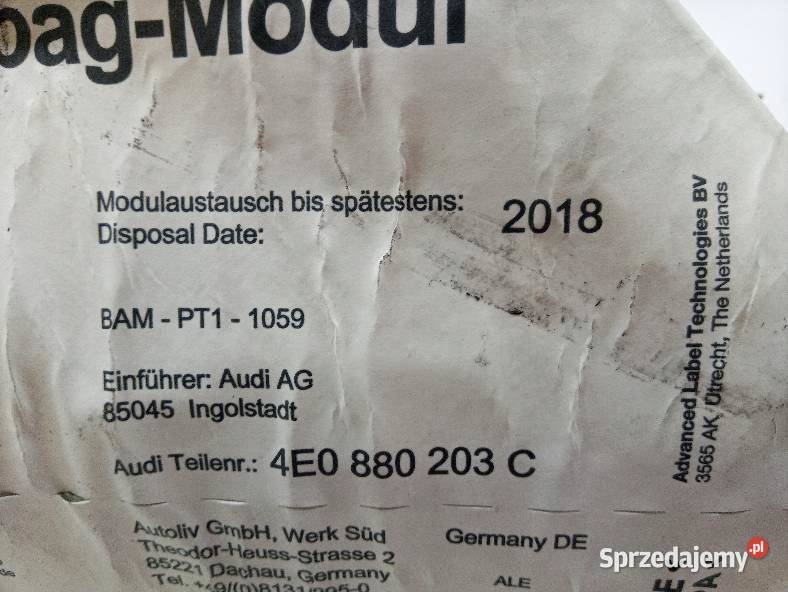 bag-Modul
Modulaustausch bis spätestens: 2018
Disposal Date:
BAM - PT1 - 1059
Einführer: Audi AG
85045 Ingolstadt
Audi Teilenr.: 4E0 880 203 C
Autoliv GmbH, Werk Süd
Theodor-Heuss-Strasse 2
85221 Dachau, Germany
Germany DE
ALE
Advanced Label Technologies BV
3565 AK, Utrecht, The Netherlands
Sprzedajemy.pl